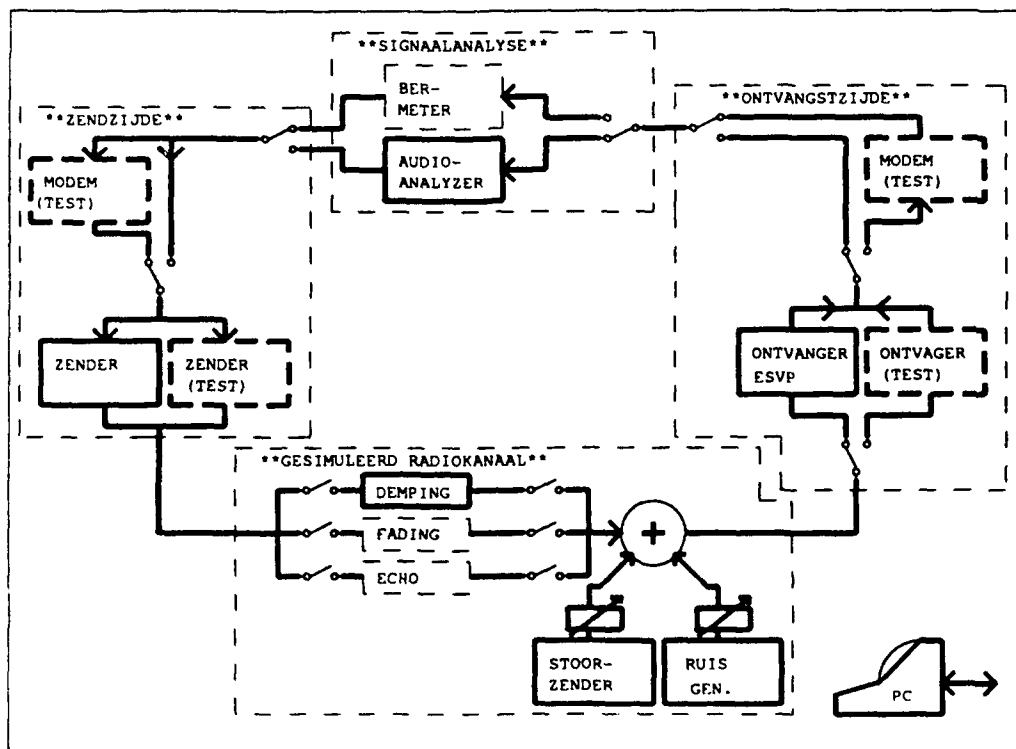 **SIGNAALANALYSE**
BER-
METER
AUDIO-
ANALYZER
**ZENDZIJDE**
MODEM
(TEST)
ZENDER
ZENDER
(TEST)
**ONTVANGSTZIJDE**
MODEM
(TEST)
ONTVANGER
ESVP
ONTVAGER
(TEST)
**GESIMULEERD RADIOKANAAL**
DEMPING
FADING
ECHO
+
STOOR-
ZENDER
RUIS
GEN.
PC